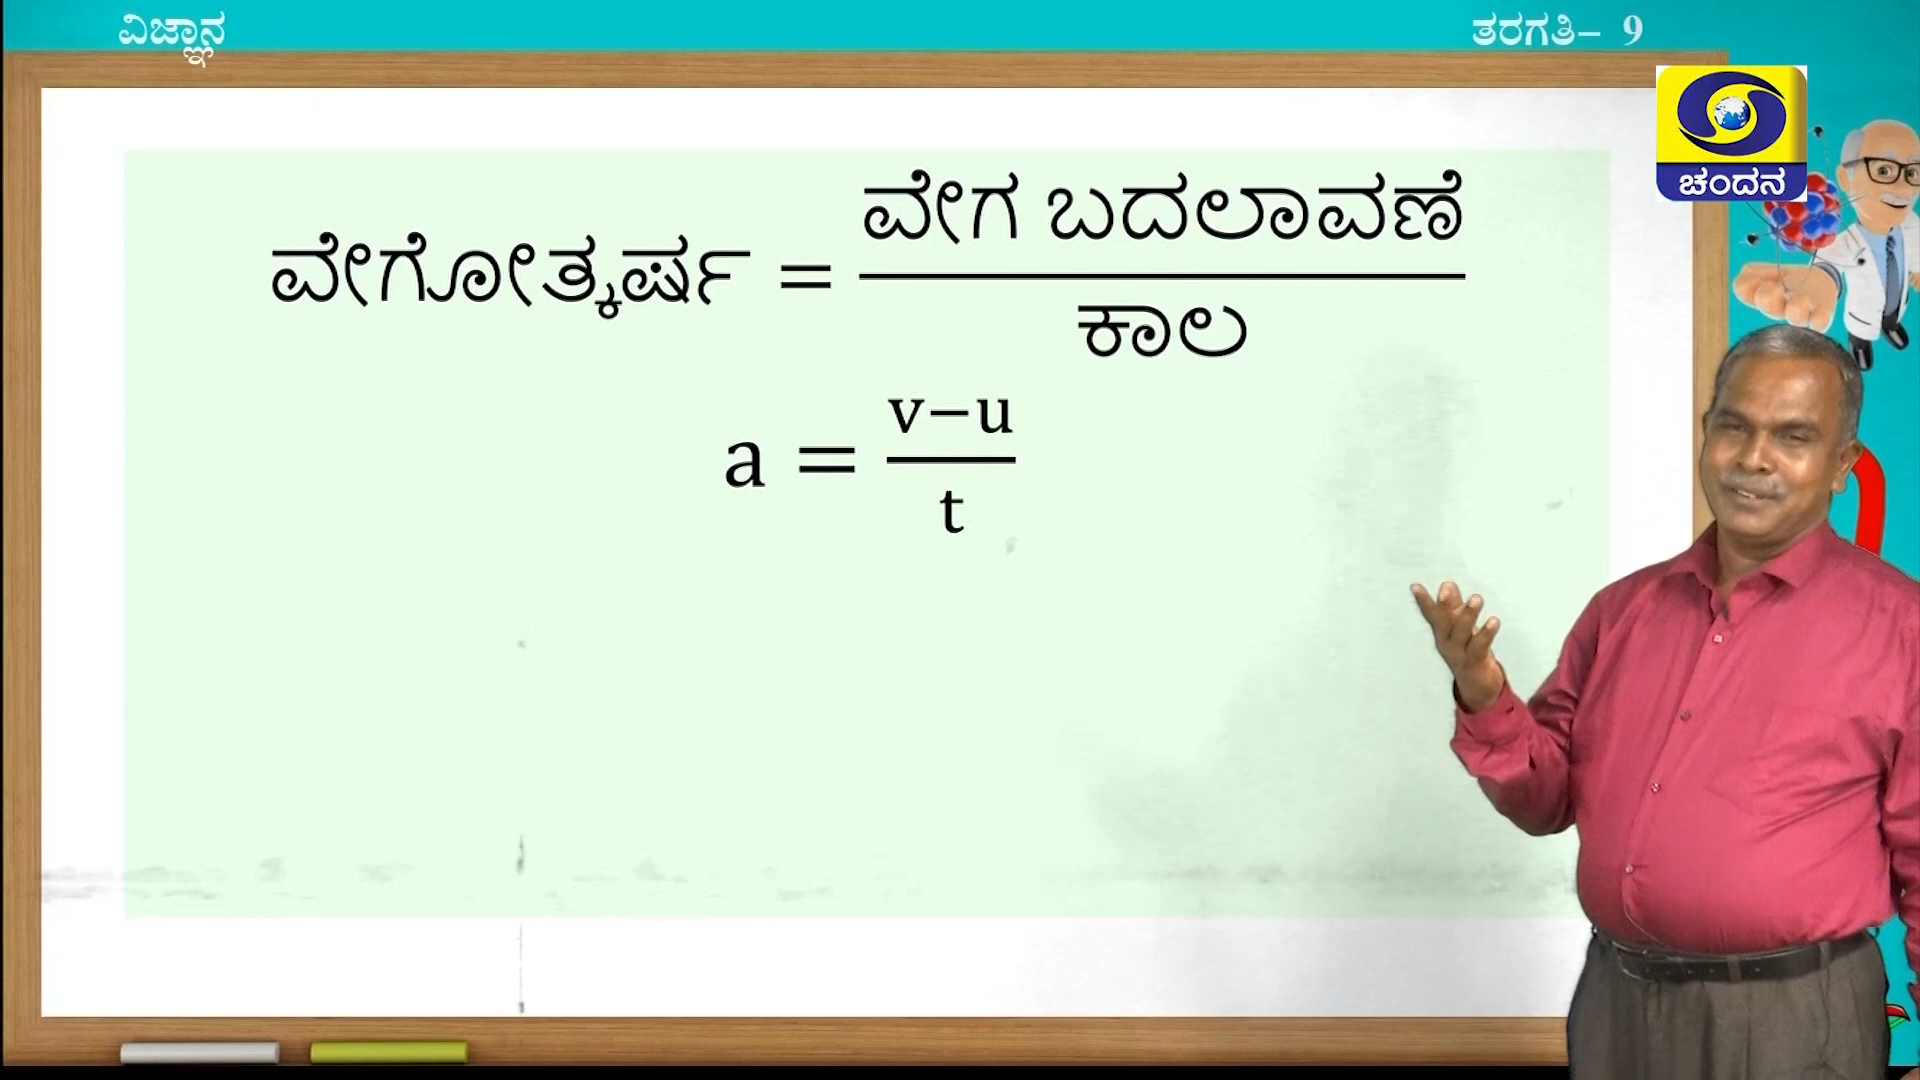 ವಿಜ್ಞಾನ
ತರಗತಿ– 9
ಚಂದನ
ವೇಗೋತ್ಕರ್ಷ = ವೇಗ ಬದಲಾವಣೆ / ಕಾಲ
a = v−u / t